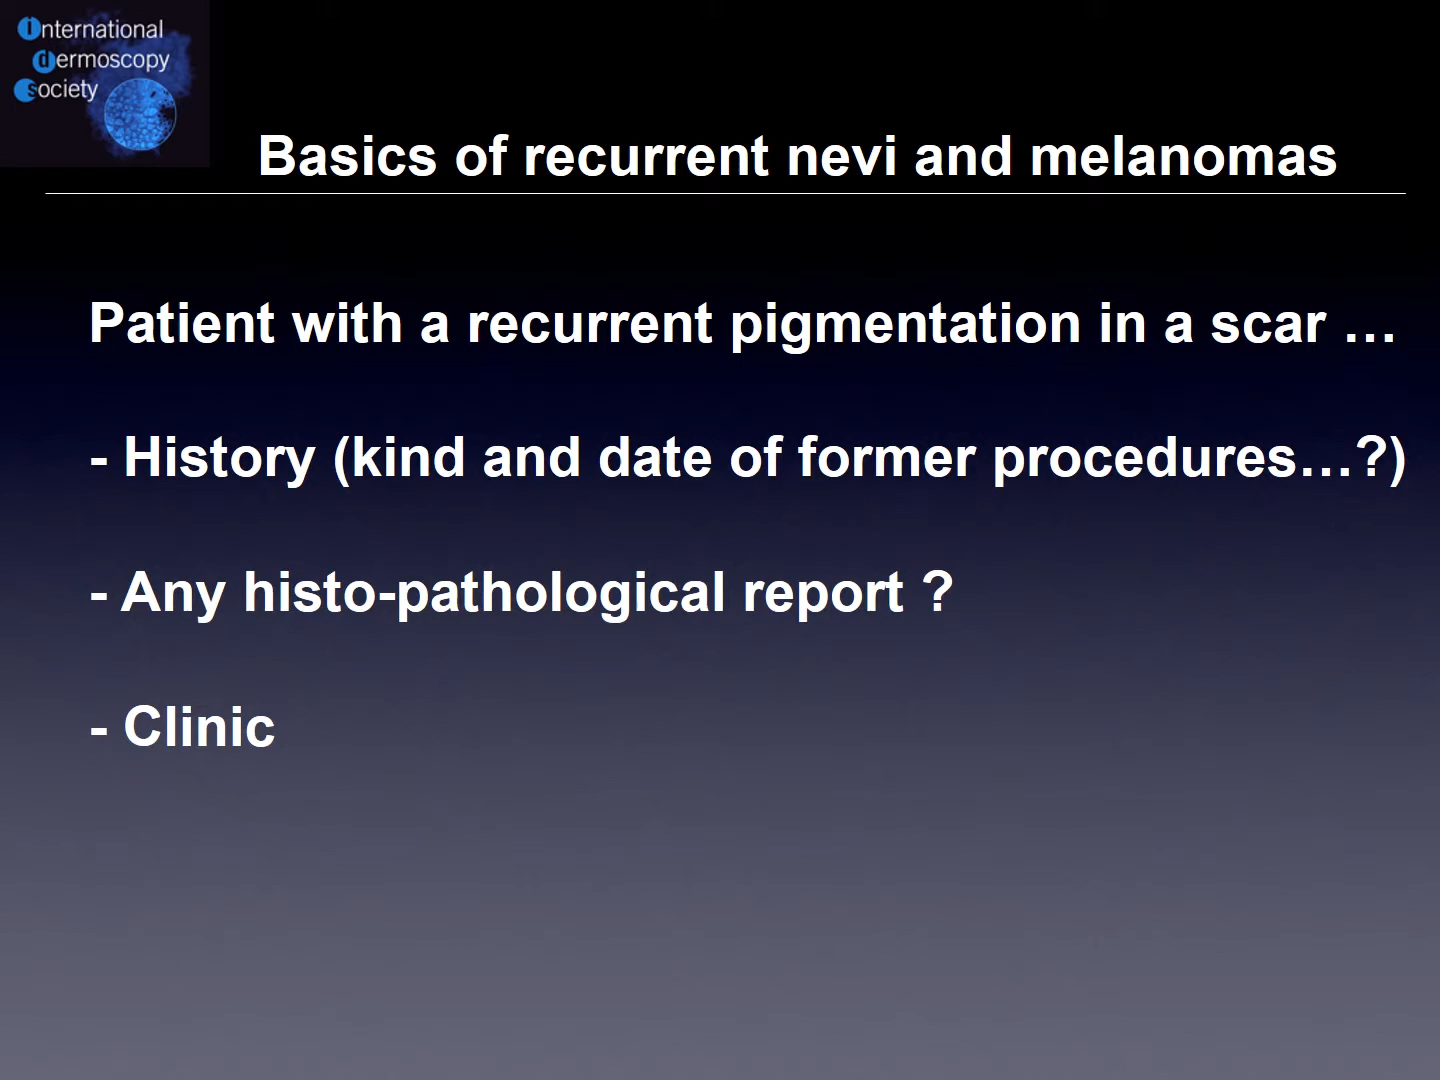 international
dermoscopy
society
Basics of recurrent nevi and melanomas
Patient with a recurrent pigmentation in a scar …
- History (kind and date of former procedures…?)
- Any histo-pathological report ?
- Clinic